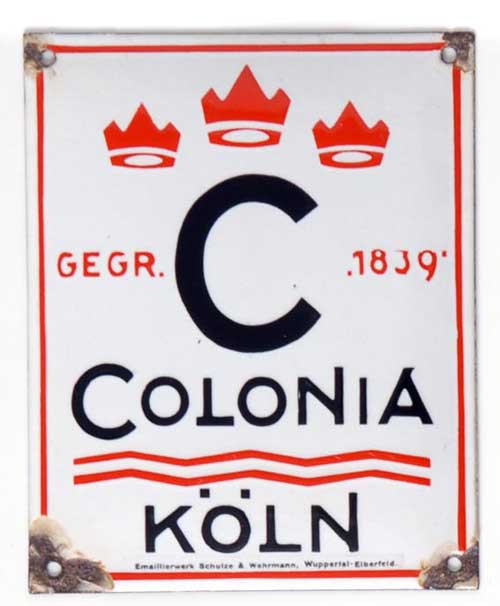 C
GEGR. .1839.
COLONIA
KÖLN
Emaillierwerk Schulze & Wehrmann, Wuppertal-Elberfeld.